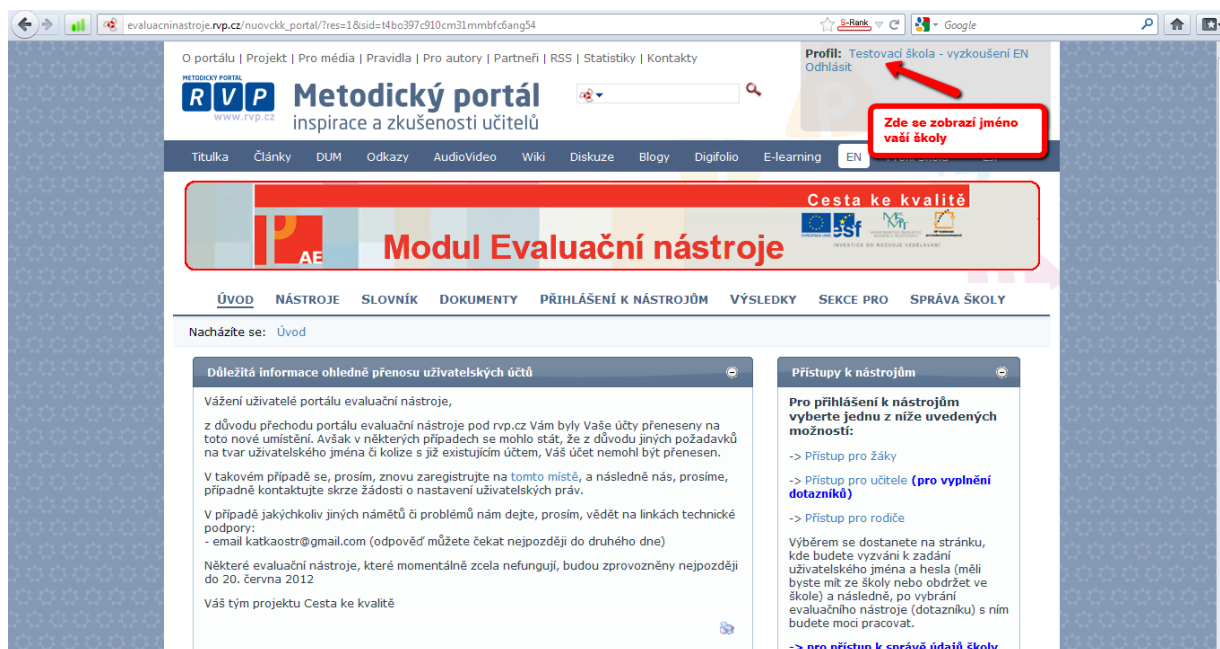 evaluacninastroje.rvp.cz/nuovckk_portal/?res=1&sid=t4bo397c910cm31mmbfc6ang54
S-Rank
Google
O portálu | Projekt | Pro média | Pravidla | Pro autory | Partneři | RSS | Statistiky | Kontakty
Profil: Testovací škola - vyzkoušení EN
Odhlásit
METODICKÝ PORTÁL
RVP
www.rvp.cz
Metodický portál
inspirace a zkušenosti učitelů
Zde se zobrazí jméno
vaší školy
Titulka Články DUM Odkazy AudioVideo Wiki Diskuze Blogy Digifolio E-learning EN
Cesta ke kvalitě
PAE
Modul Evaluační nástroje
esf
MŠMT
INVESTICE DO ROZVOJE VZDĚLÁVÁNÍ
ÚVOD NÁSTROJE SLOVNÍK DOKUMENTY PŘIHLÁŠENÍ K NÁSTROJŮM VÝSLEDKY SEKCE PRO SPRÁVA ŠKOLY
Nacházíte se: Úvod
Důležitá informace ohledně přenosu uživatelských účtů
Vážení uživatelé portálu evaluační nástroje,
z důvodu přechodu portálu evaluační nástroje pod rvp.cz Vám byly Vaše účty přeneseny na
toto nové umístění. Avšak v některých případech se mohlo stát, že z důvodu jiných požadavků
na tvar uživatelského jména či kolize s již existujícím účtem, Váš účet nemohl být přenesen.
V takovém případě se, prosím, znovu zaregistrujte na tomto místě, a následně nás, prosíme,
případně kontaktujte skrze žádosti o nastavení uživatelských práv.
V případě jakýchkoliv jiných námětů či problémů nám dejte, prosím, vědět na linkách technické
podpory:
- email katkaostr@gmail.com (odpověď můžete čekat nejpozději do druhého dne)
Některé evaluační nástroje, které momentálně zcela nefungují, budou zprovozněny nejpozději
do 20. června 2012
Váš tým projektu Cesta ke kvalitě
Přístupy k nástrojům
Pro přihlášení k nástrojům
vyberte jednu z níže uvedených
možností:
-> Přístup pro žáky
-> Přístup pro učitele (pro vyplnění
dotazníků)
-> Přístup pro rodiče
Výběrem se dostanete na stránku,
kde budete vyzváni k zadání
uživatelského jména a hesla (měli
byste mít ze školy nebo obdržet ve
škole) a následně, po vybrání
evaluačního nástroje (dotazníku) s ním
budete moci pracovat.
-> pro přístup k správě údajů školy